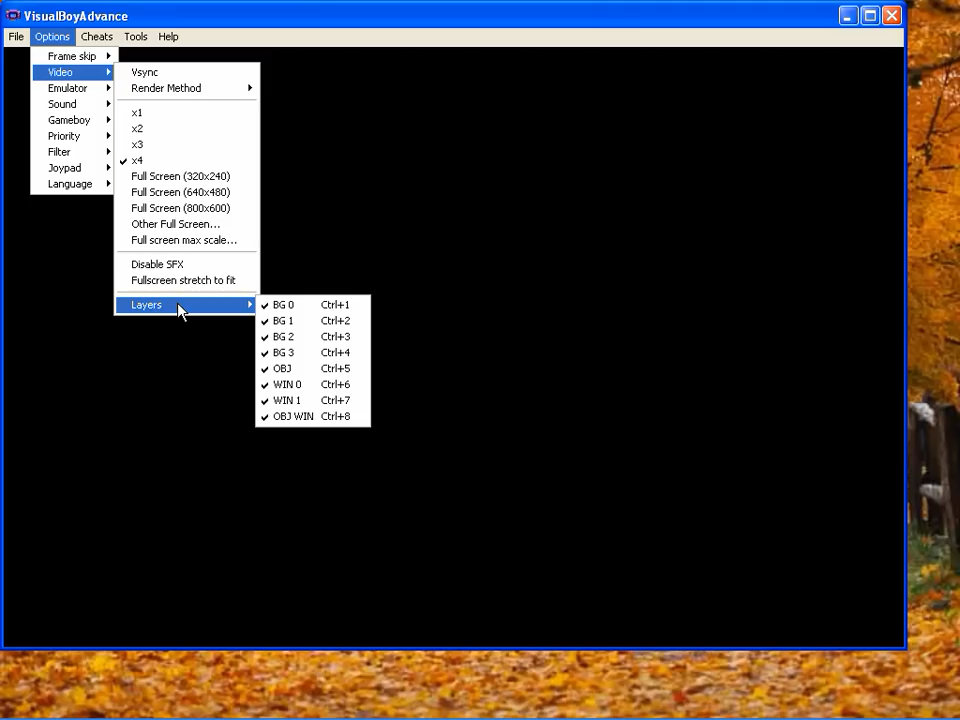 VisualBoyAdvance
File Options Cheats Tools Help
Frame skip
Video
Emulator
Sound
Gameboy
Priority
Filter
Joypad
Language
Vsync
Render Method
x1
x2
x3
x4
Full Screen (320x240)
Full Screen (640x480)
Full Screen (800x600)
Other Full Screen...
Full screen max scale...
Disable SFX
Fullscreen stretch to fit
Layers
BG 0 Ctrl+1
BG 1 Ctrl+2
BG 2 Ctrl+3
BG 3 Ctrl+4
OBJ Ctrl+5
WIN 0 Ctrl+6
WIN 1 Ctrl+7
OBJ WIN Ctrl+8